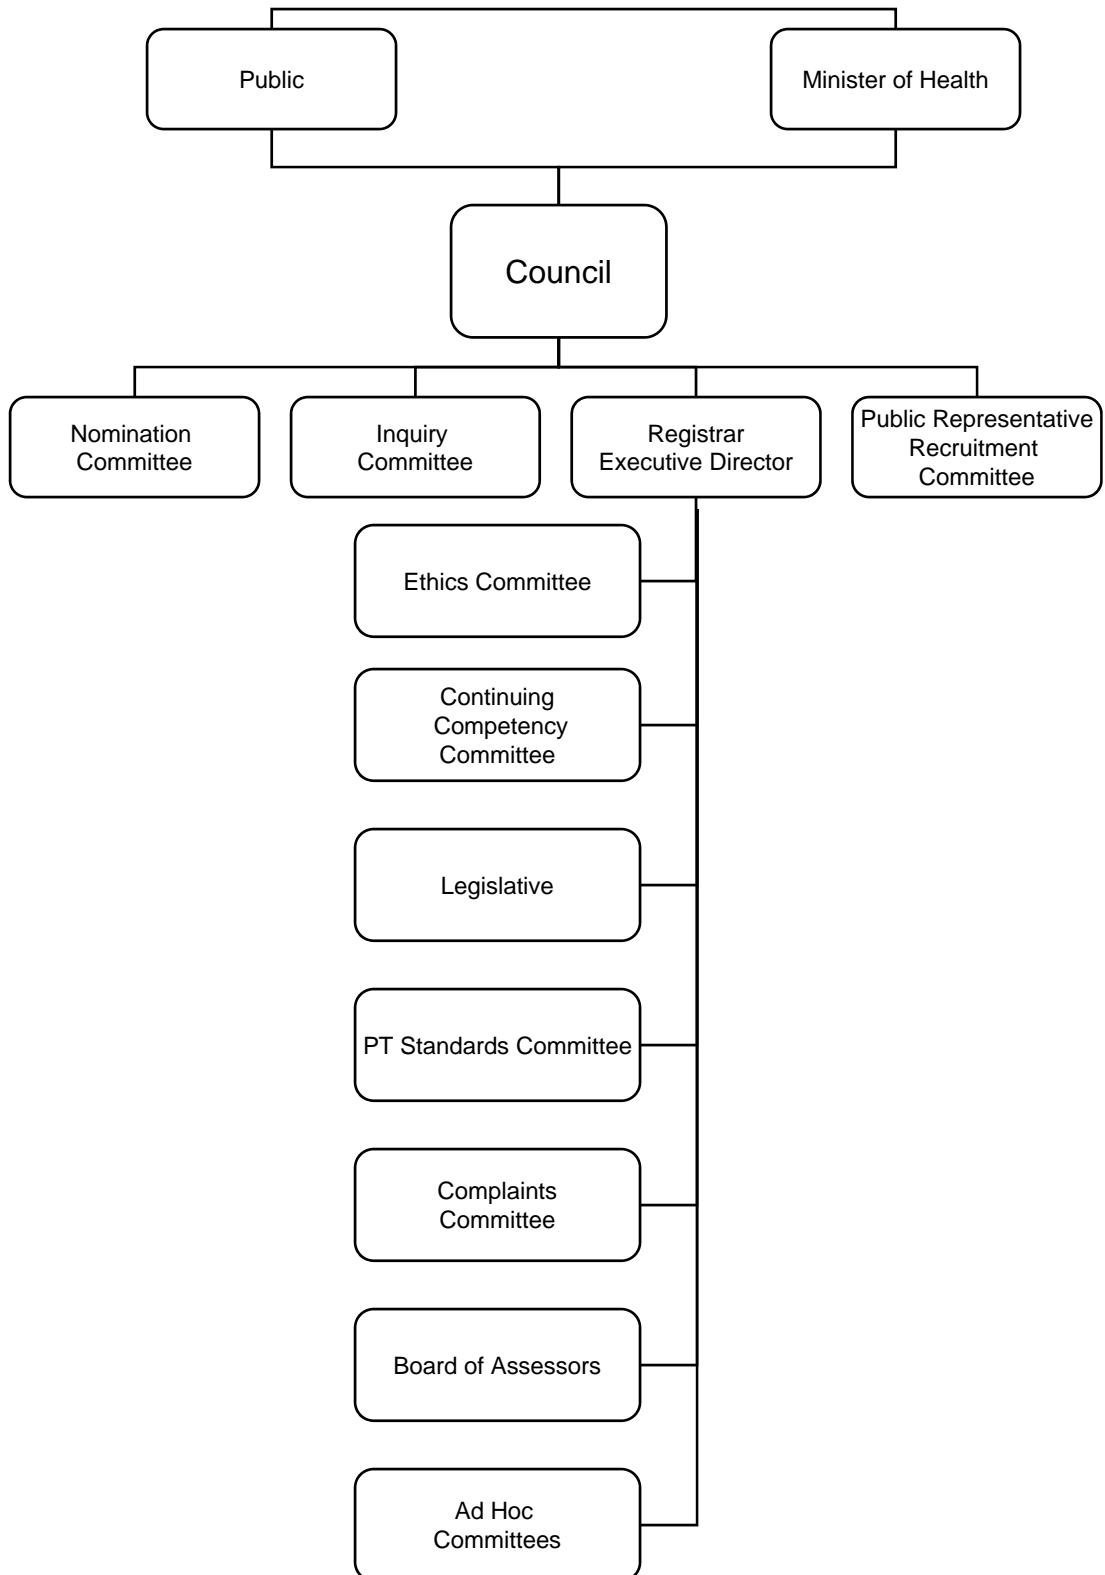 Public
Minister of Health
Council
Nomination
Committee
Inquiry
Committee
Registrar
Executive Director
Public Representative
Recruitment
Committee
Ethics Committee
Continuing
Competency
Committee
Legislative
PT Standards Committee
Complaints
Committee
Board of Assessors
Ad Hoc
Committees